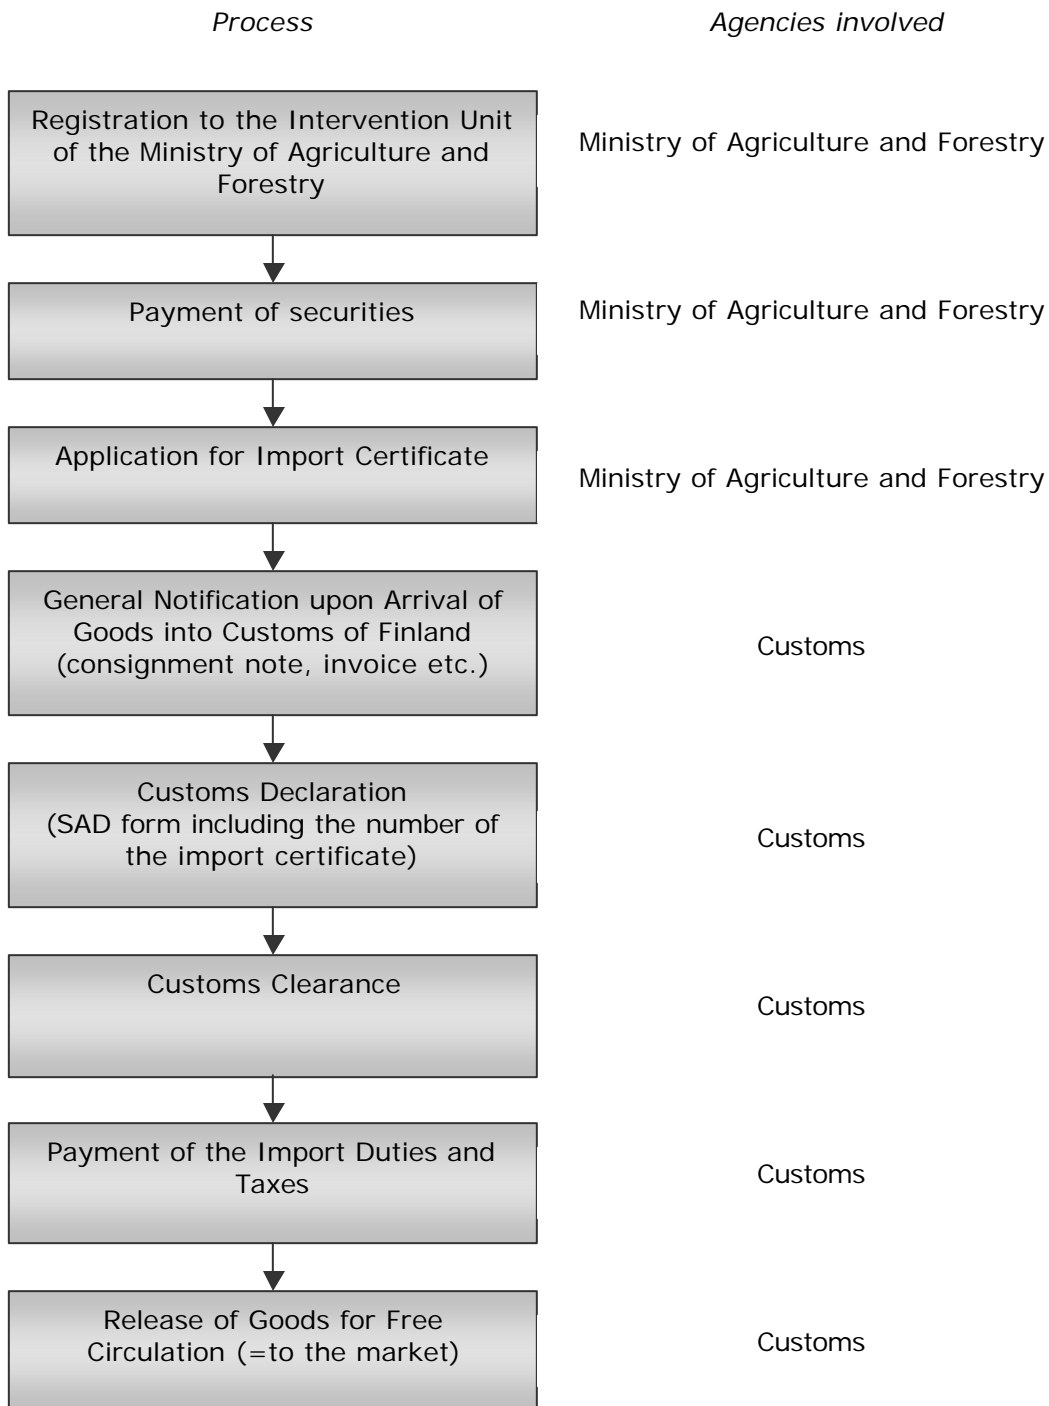 Process
Agencies involved
Registration to the Intervention Unit
of the Ministry of Agriculture and
Forestry
Ministry of Agriculture and Forestry
Payment of securities
Ministry of Agriculture and Forestry
Application for Import Certificate
Ministry of Agriculture and Forestry
General Notification upon Arrival of
Goods into Customs of Finland
(consignment note, invoice etc.)
Customs
Customs Declaration
(SAD form including the number of
the import certificate)
Customs
Customs Clearance
Customs
Payment of the Import Duties and
Taxes
Customs
Release of Goods for Free
Circulation (=to the market)
Customs